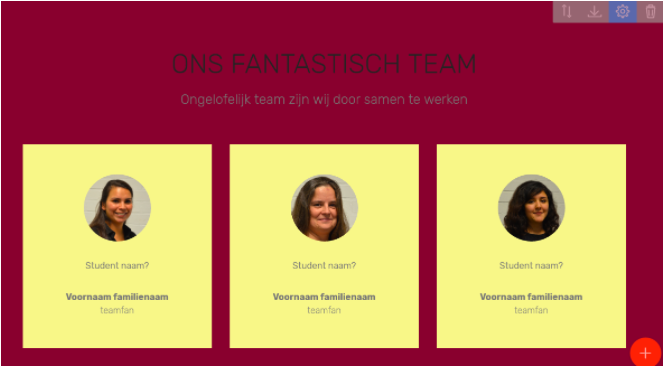 ONS FANTASTISCH TEAM
Ongelofelijk team zijn wij door samen te werken
Student naam?
Voornaam familienaam
teamfan
Student naam?
Voornaam familienaam
teamfan
Student naam?
Voornaam familienaam
teamfan